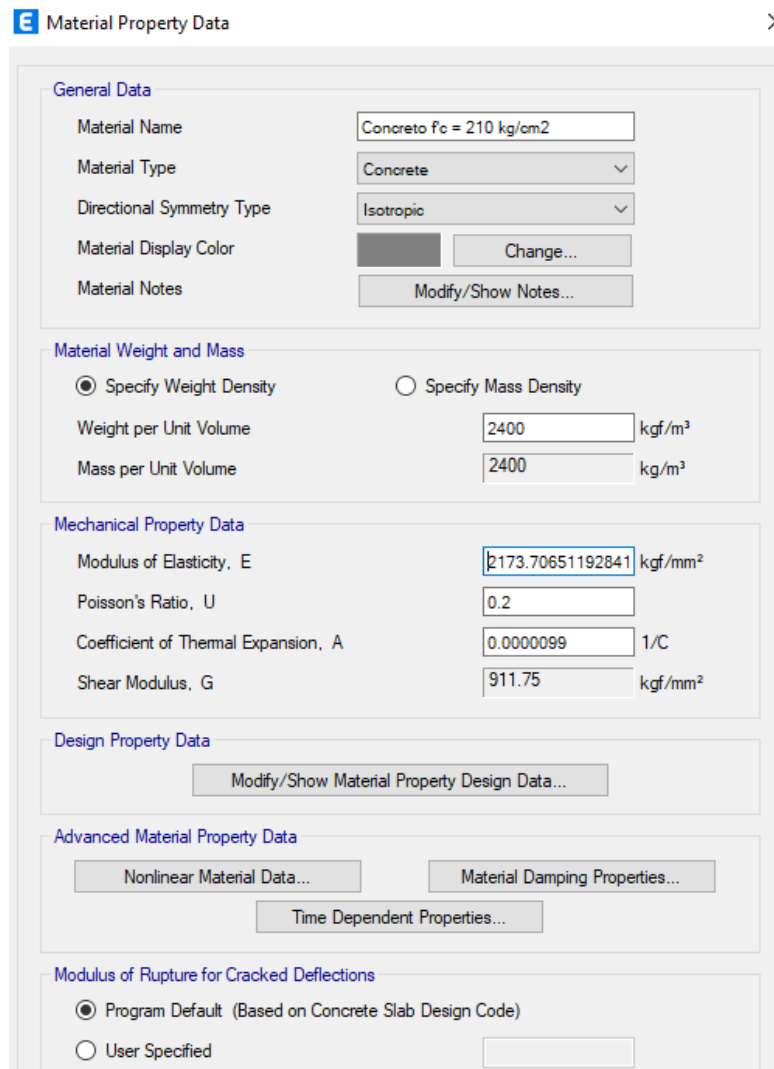 E Material Property Data
General Data
Material Name Concreto f'c = 210 kg/cm2
Material Type Concrete
Directional Symmetry Type Isotropic
Material Display Color Change...
Material Notes Modify/Show Notes...
Material Weight and Mass
Specify Weight Density Specify Mass Density
Weight per Unit Volume 2400 kgf/m³
Mass per Unit Volume 2400 kg/m³
Mechanical Property Data
Modulus of Elasticity, E 2173.70651192841 kgf/mm²
Poisson's Ratio, U 0.2
Coefficient of Thermal Expansion, A 0.0000099 1/C
Shear Modulus, G 911.75 kgf/mm²
Design Property Data
Modify/Show Material Property Design Data...
Advanced Material Property Data
Nonlinear Material Data... Material Damping Properties...
Time Dependent Properties...
Modulus of Rupture for Cracked Deflections
Program Default (Based on Concrete Slab Design Code)
User Specified